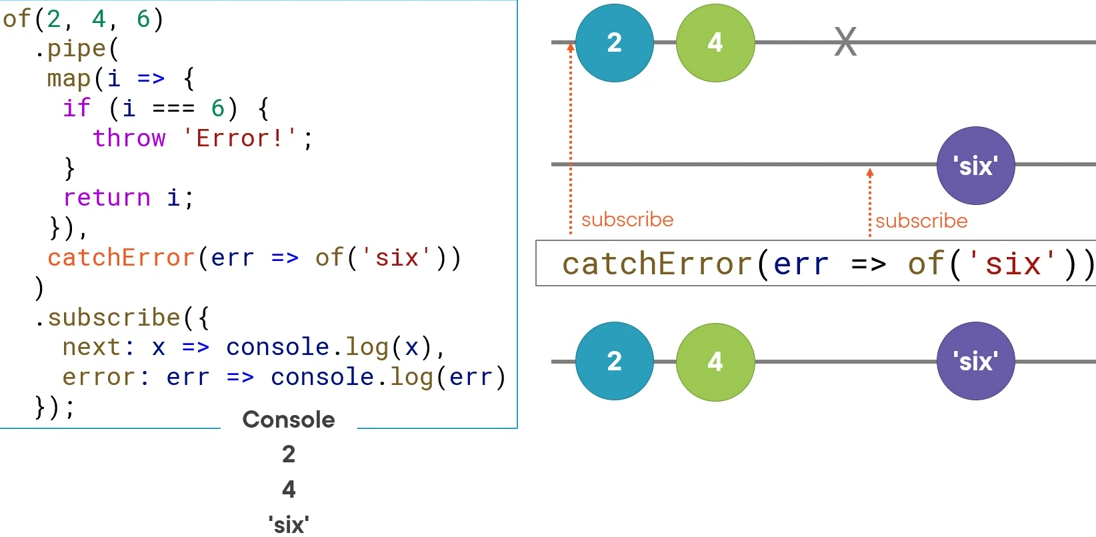 of(2, 4, 6)
.pipe(
map(i => {
if (i === 6) {
throw 'Error!';
}
return i;
}),
catchError(err => of('six'))
)
.subscribe({
next: x => console.log(x),
error: err => console.log(err)
});
Console
2
4
'six'
2 4 X
'six'
subscribe subscribe
catchError(err => of('six'))
2 4 'six'